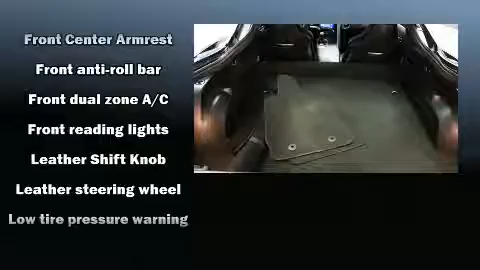 Front Center Armrest
Front anti-roll bar
Front dual zone A/C
Front reading lights
Leather Shift Knob
Leather steering wheel
Low tire pressure warning